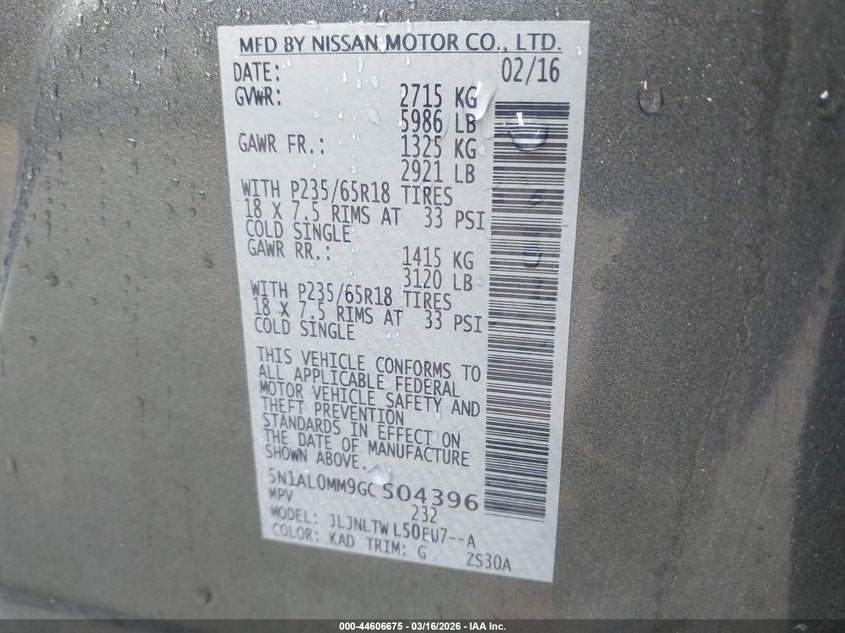 MFD BY NISSAN MOTOR CO., LTD.
DATE: 02/16
GVWR: 2715 KG
5986 LB
GAWR FR.: 1325 KG
2921 LB
WITH P235/65R18 TIRES
18 X 7.5 RIMS AT 33 PSI
COLD SINGLE
GAWR RR.: 1415 KG
3120 LB
WITH P235/65R18 TIRES
18 X 7.5 RIMS AT 33 PSI
COLD SINGLE
THIS VEHICLE CONFORMS TO
ALL APPLICABLE FEDERAL
MOTOR VEHICLE SAFETY AND
THEFT PREVENTION
STANDARDS IN EFFECT ON
THE DATE OF MANUFACTURE
SHOWN ABOVE.
5N1AL0MM9GC504396
MPV 232
MODEL: JLJNLTW L50EU7--A
COLOR: KAD TRIM: G ZS30A
000-44606675 - 03/16/2026 - IAA Inc.